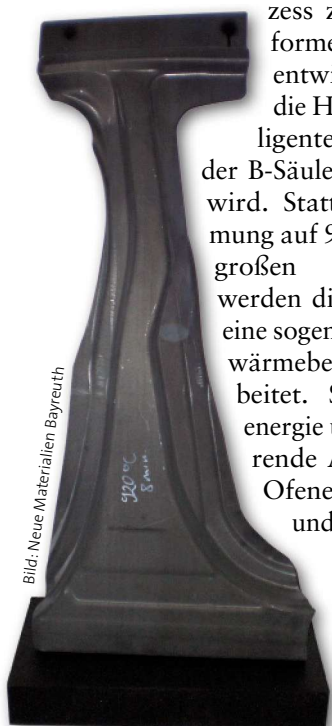 zess z
forme
entwi
die H
ligente
der B-Säule
wird. Statt
mung auf 9
großen
werden di
eine sogen
wärmebe
beitet. S
energie u
rende A
Ofene
und
920 °C
8 min
Bild: Neue Materialien Bayreuth